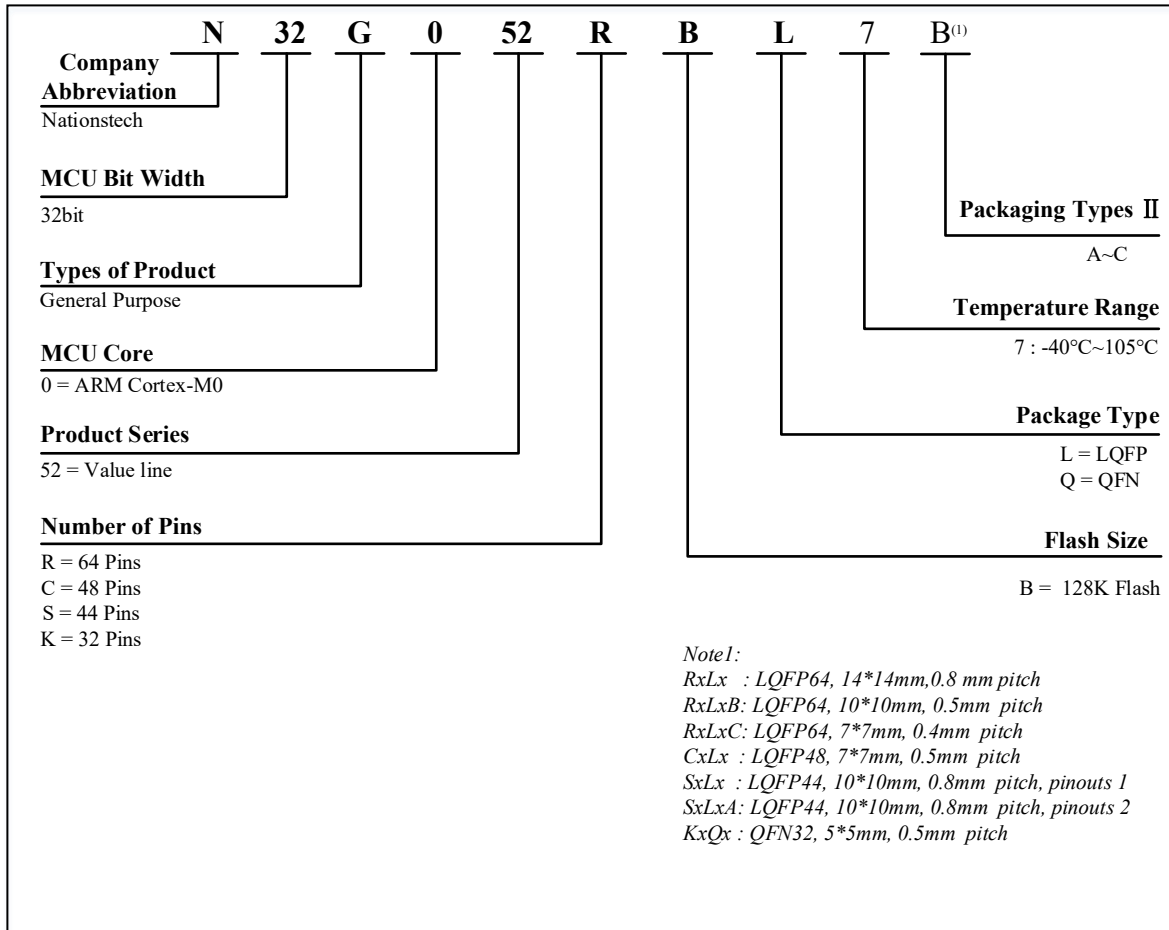 N 32 G 0 52 R B L 7 B(1)
Company
Abbreviation
Nationstech
MCU Bit Width
32bit
Types of Product
General Purpose
MCU Core
0 = ARM Cortex-M0
Product Series
52 = Value line
Number of Pins
R = 64 Pins
C = 48 Pins
S = 44 Pins
K = 32 Pins
Packaging Types Ⅱ
A~C
Temperature Range
7 : -40°C~105°C
Package Type
L = LQFP
Q = QFN
Flash Size
B = 128K Flash
Note1:
RxLx : LQFP64, 14*14mm,0.8 mm pitch
RxLxB: LQFP64, 10*10mm, 0.5mm pitch
RxLxC: LQFP64, 7*7mm, 0.4mm pitch
CxLx : LQFP48, 7*7mm, 0.5mm pitch
SxLx : LQFP44, 10*10mm, 0.8mm pitch, pinouts 1
SxLxA: LQFP44, 10*10mm, 0.8mm pitch, pinouts 2
KxQx : QFN32, 5*5mm, 0.5mm pitch